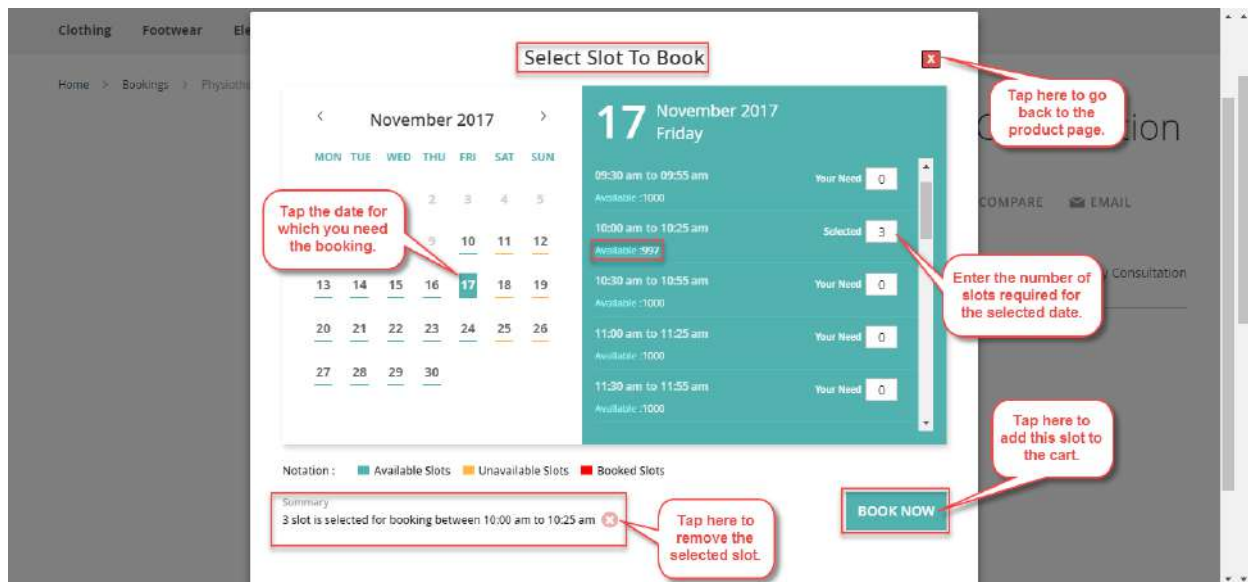 Clothing Footwear Ele
Select Slot To Book
X
Home > Bookings > Physiothe
Tap here to go
back to the
product page.
tion
COMPARE EMAIL
y Consultation
< November 2017 >
MON TUE WED THU FRI SAT SUN
2 3 4 5
9 10 11 12
13 14 15 16 17 18 19
20 21 22 23 24 25 26
27 28 29 30
Tap the date for
which you need
the booking.
17 November 2017
Friday
09:30 am to 09:55 am Your Need 0
Available :1000
10:00 am to 10:25 am Selected 3
Available :997
10:30 am to 10:55 am Your Need 0
Available :1000
11:00 am to 11:25 am Your Need 0
Available :1000
11:30 am to 11:55 am Your Need 0
Available :1000
Enter the number of
slots required for
the selected date.
Tap here to
add this slot to
the cart.
Notation : Available Slots Unavailable Slots Booked Slots
Summary
3 slot is selected for booking between 10:00 am to 10:25 am
Tap here to
remove the
selected slot.
BOOK NOW